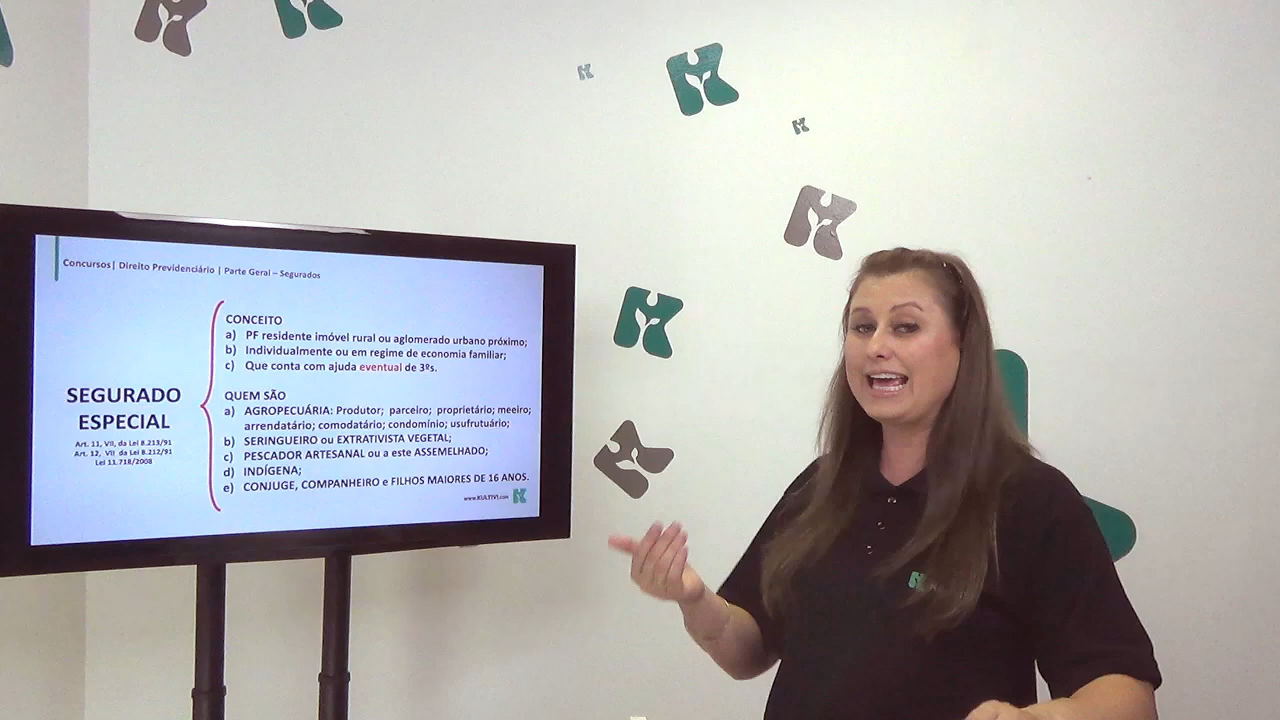 Concursos| Direito Previdenciário | Parte Geral – Segurados
SEGURADO
ESPECIAL
Art. 11, VII, da Lei 8.213/91
Art. 12, VII da Lei 8.212/91
Lei 11.718/2008
CONCEITO
a) PF residente imóvel rural ou aglomerado urbano próximo;
b) Individualmente ou em regime de economia familiar;
c) Que conta com ajuda eventual de 3ºs.
QUEM SÃO
a) AGROPECUÁRIA: Produtor; parceiro; proprietário; meeiro;
arrendatário; comodatário; condomínio; usufrutuário;
b) SERINGUEIRO ou EXTRATIVISTA VEGETAL;
c) PESCADOR ARTESANAL ou a este ASSEMELHADO;
d) INDÍGENA;
e) CONJUGE, COMPANHEIRO e FILHOS MAIORES DE 16 ANOS.
www.KULTIVI.com